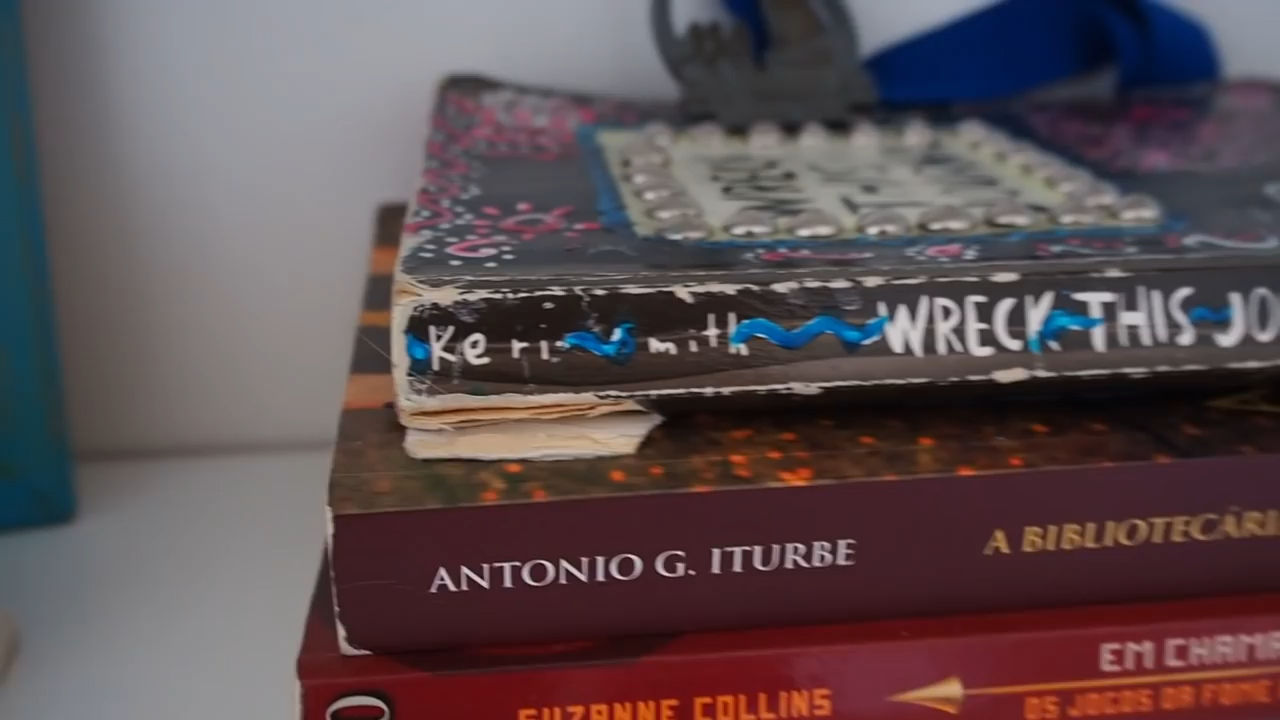 Keri Smith WRECK THIS JO
ANTONIO G. ITURBE A BIBLIOTECÁRI
SUZANNE COLLINS EM CHAMA
OS JOGOS DA FOME